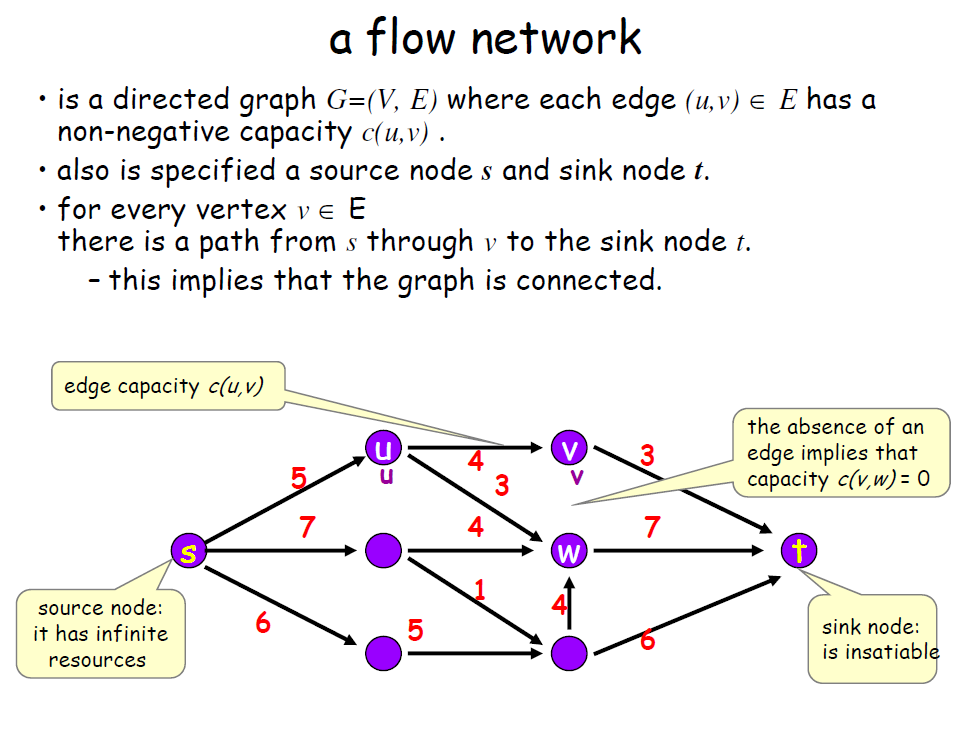 a flow network
• is a directed graph G=(V, E) where each edge (u,v) ∈ E has a
non-negative capacity c(u,v) .
• also is specified a source node s and sink node t.
• for every vertex v ∈ E
there is a path from s through v to the sink node t.
– this implies that the graph is connected.
edge capacity c(u,v)
the absence of an
edge implies that
capacity c(v,w) = 0
u
v
u
v
4
3
3
5
7
4
7
s
w
t
1
4
6
5
6
source node:
it has infinite
resources
sink node:
is insatiable